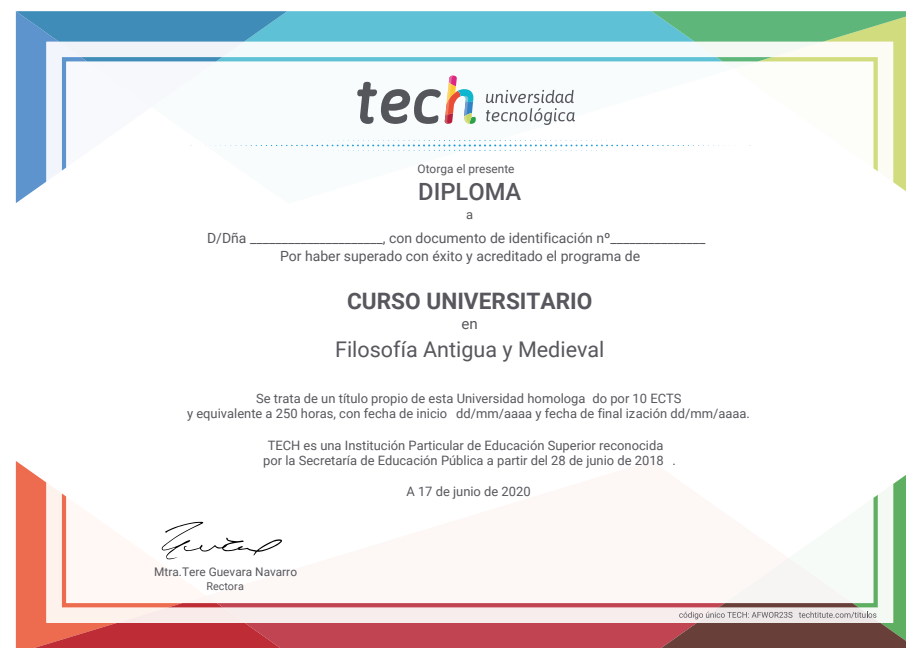 tech universidad
tecnológica
Otorga el presente
DIPLOMA
a
D/Dña ____________________, con documento de identificación nº______________
Por haber superado con éxito y acreditado el programa de
CURSO UNIVERSITARIO
en
Filosofía Antigua y Medieval
Se trata de un título propio de esta Universidad homologa do por 10 ECTS
y equivalente a 250 horas, con fecha de inicio dd/mm/aaaa y fecha de final ización dd/mm/aaaa.
TECH es una Institución Particular de Educación Superior reconocida
por la Secretaría de Educación Pública a partir del 28 de junio de 2018 .
A 17 de junio de 2020
Mtra.Tere Guevara Navarro
Rectora
código único TECH: AFWOR23S techtitute.com/titulos